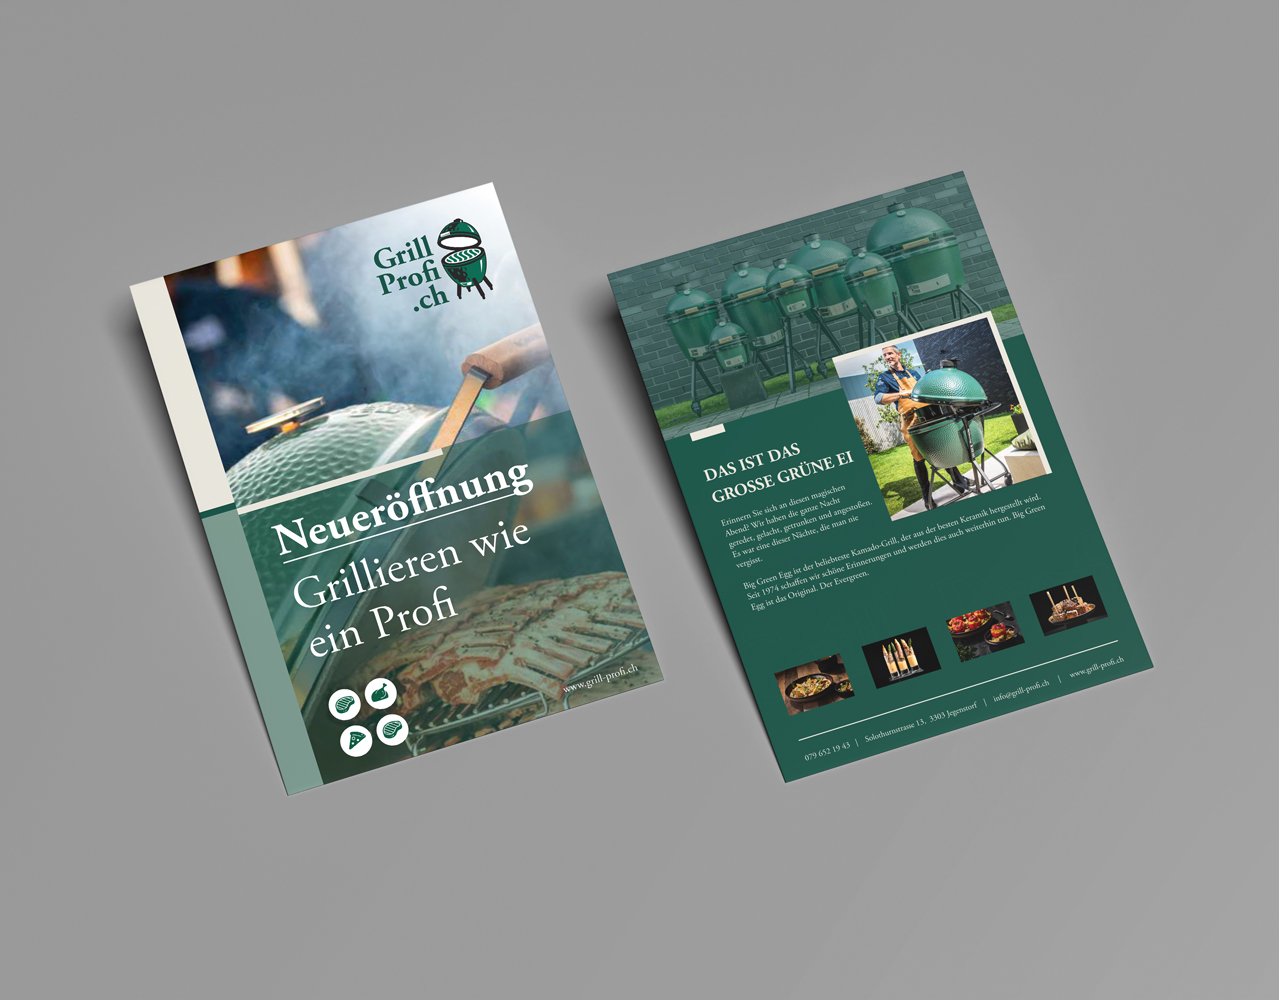 Grill
Profi
.ch
Neueröffnung
Grillieren wie
ein Profi
www.grill-profi.ch
DAS IST DAS
GROSSE GRÜNE EI
Erinnern Sie sich an diesen magischen
Abend? Wir haben die ganze Nacht
geredet, gelacht, getrunken und angestoßen.
Es war eine dieser Nächte, die man nie
vergisst.
Big Green Egg ist der beliebteste Kamado-Grill, der aus der besten Keramik hergestellt wird.
Seit 1974 schaffen wir schöne Erinnerungen und werden dies auch weiterhin tun. Big Green
Egg ist das Original. Der Evergreen.
079 652 19 43 | Solothurnstrasse 13, 3303 Jegenstorf | info@grill-profi.ch | www.grill-profi.ch